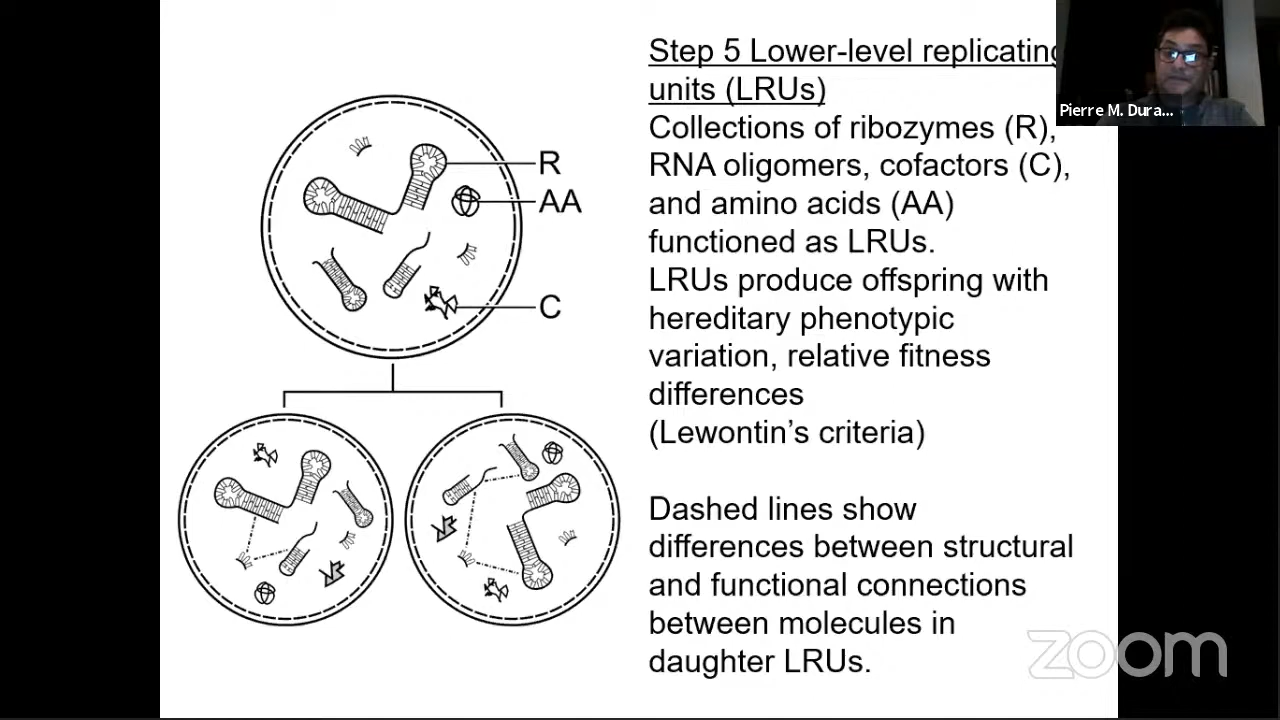 Step 5 Lower-level replicating
units (LRUs)
Collections of ribozymes (R),
RNA oligomers, cofactors (C),
and amino acids (AA)
functioned as LRUs.
LRUs produce offspring with
hereditary phenotypic
variation, relative fitness
differences
(Lewontin's criteria)
Dashed lines show
differences between structural
and functional connections
between molecules in
daughter LRUs.
R
AA
C
Pierre M. Dura...
zoom